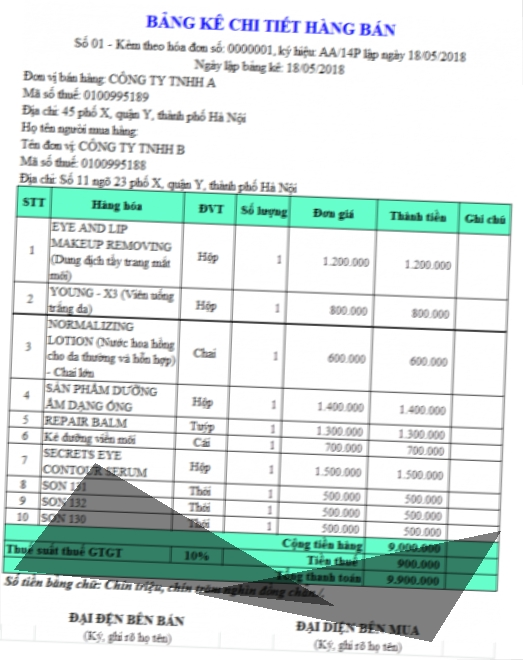 BẢNG KÊ CHI TIẾT HÀNG BÁN
Số 01 - Kèm theo hóa đơn số: 0000001, ký hiệu: AA/14P lập ngày 18/05/2018
Ngày lập bảng kê: 18/05/2018
Đơn vị bán hàng: CÔNG TY TNHH A
Mã số thuế: 0100995189
Địa chỉ: 45 phố X, quận Y, thành phố Hà Nội
Họ tên người mua hàng:
Tên đơn vị: CÔNG TY TNHH B
Mã số thuế: 0100995188
Địa chỉ: Số 11 ngõ 23 phố X, quận Y, thành phố Hà Nội
STT Hàng hóa ĐVT Số lượng Đơn giá Thành tiền Ghi chú
EYE AND LIP
MAKEUP REMOVING
1 (Dung dịch tẩy trang mắt Hộp 1 1.200.000 1.200.000
môi)
2 YOUNG - X3 (Viên uống Hộp 1 800.000 800.000
trắng da)
NORMALIZING
LOTION (Nước hoa hồng
3 cho da thường và hỗn hợp) Chai 1 600.000 600.000
- Chai lớn
4 SẢN PHẨM DƯỠNG Hộp 1 1.400.000 1.400.000
ẨM DẠNG ỐNG
5 REPAIR BALM Tuýp 1 1.300.000 1.300.000
6 Kẻ dưỡng viền môi Cái 1 700.000 700.000
7 SECRETS EYE Hộp 1 1.500.000 1.500.000
CONTOUR SERUM
8 SON 131 Thỏi 1 500.000 500.000
9 SON 132 Thỏi 1 500.000 500.000
10 SON 130 Thỏi 1 500.000 500.000
Cộng tiền hàng 9.000.000
Thuế suất thuế GTGT 10% Tiền thuế 900.000
Tổng thanh toán 9.900.000
Số tiền bằng chữ: Chín triệu, chín trăm nghìn đồng chẵn./.
ĐẠI DIỆN BÊN BÁN ĐẠI DIỆN BÊN MUA
(Ký, ghi rõ họ tên) (Ký, ghi rõ họ tên)